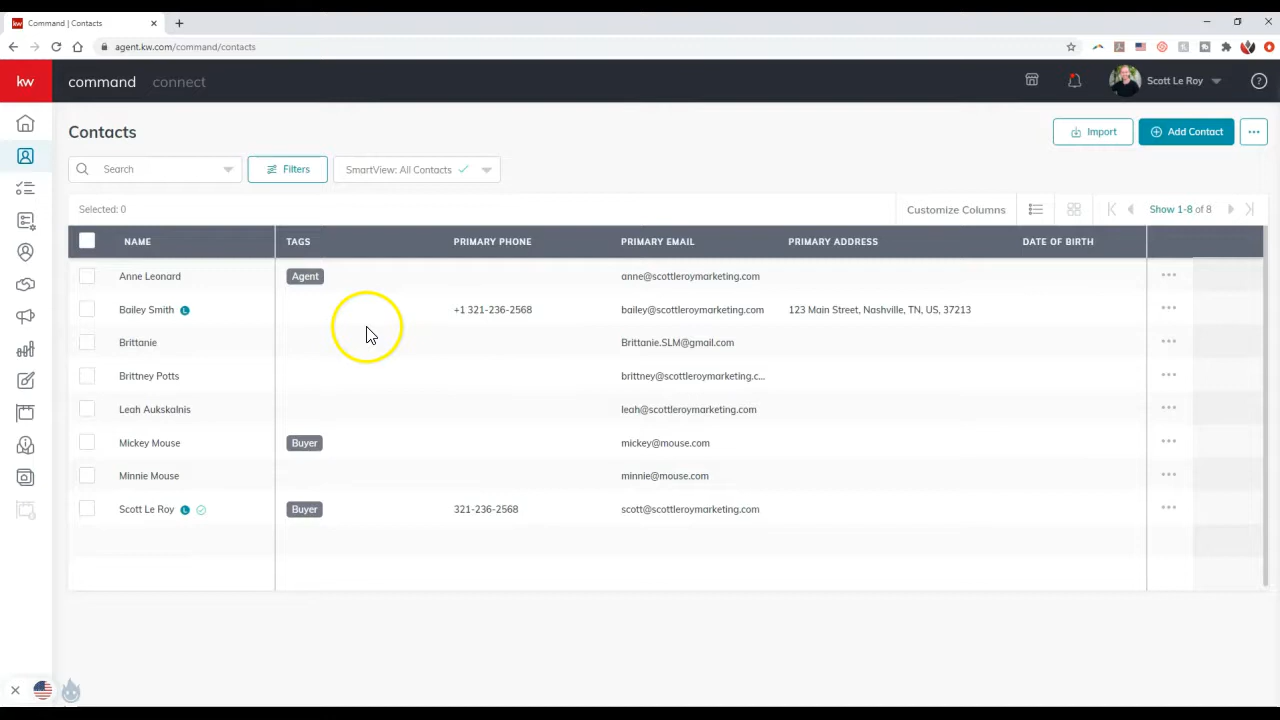 kw Command | Contacts
agent.kw.com/command/contacts
kw command connect Scott Le Roy ?
Contacts Import Add Contact
Search Filters SmartView: All Contacts
Selected: 0 Customize Columns Show 1-8 of 8
NAME TAGS PRIMARY PHONE PRIMARY EMAIL PRIMARY ADDRESS DATE OF BIRTH
Anne Leonard Agent anne@scottleroymarketing.com
Bailey Smith L +1 321-236-2568 bailey@scottleroymarketing.com 123 Main Street, Nashville, TN, US, 37213
Brittanie Brittanie.SLM@gmail.com
Brittney Potts brittney@scottleroymarketing.c...
Leah Aukskalnis leah@scottleroymarketing.com
Mickey Mouse Buyer mickey@mouse.com
Minnie Mouse minnie@mouse.com
Scott Le Roy L Buyer 321-236-2568 scott@scottleroymarketing.com